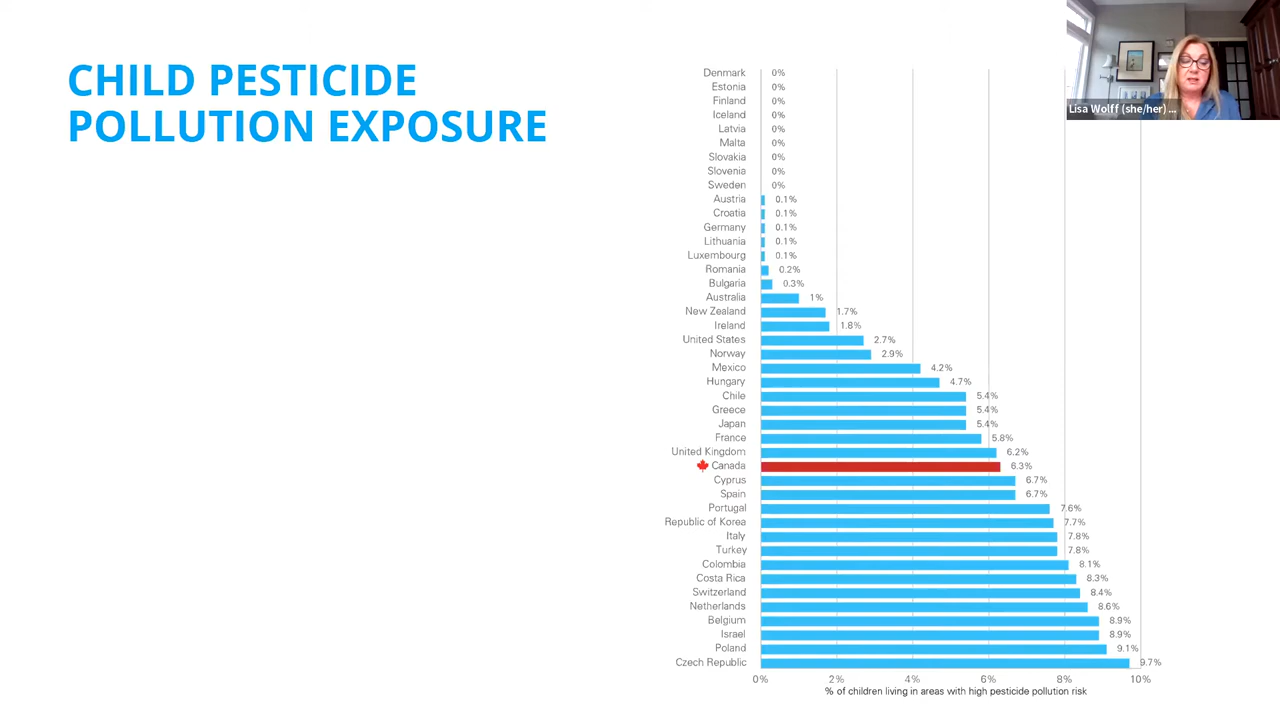 CHILD PESTICIDE
POLLUTION EXPOSURE
Lisa Wolff (she/her) ...
Denmark 0%
Estonia 0%
Finland 0%
Iceland 0%
Latvia 0%
Malta 0%
Slovakia 0%
Slovenia 0%
Sweden 0%
Austria 0.1%
Croatia 0.1%
Germany 0.1%
Lithuania 0.1%
Luxembourg 0.1%
Romania 0.2%
Bulgaria 0.3%
Australia 1%
New Zealand 1.7%
Ireland 1.8%
United States 2.7%
Norway 2.9%
Mexico 4.2%
Hungary 4.7%
Chile 5.4%
Greece 5.4%
Japan 5.4%
France 5.8%
United Kingdom 6.2%
Canada 6.3%
Cyprus 6.7%
Spain 6.7%
Portugal 7.6%
Republic of Korea 7.7%
Italy 7.8%
Turkey 7.8%
Colombia 8.1%
Costa Rica 8.3%
Switzerland 8.4%
Netherlands 8.6%
Belgium 8.9%
Israel 8.9%
Poland 9.1%
Czech Republic 9.7%
0% 2% 4% 6% 8% 10%
% of children living in areas with high pesticide pollution risk